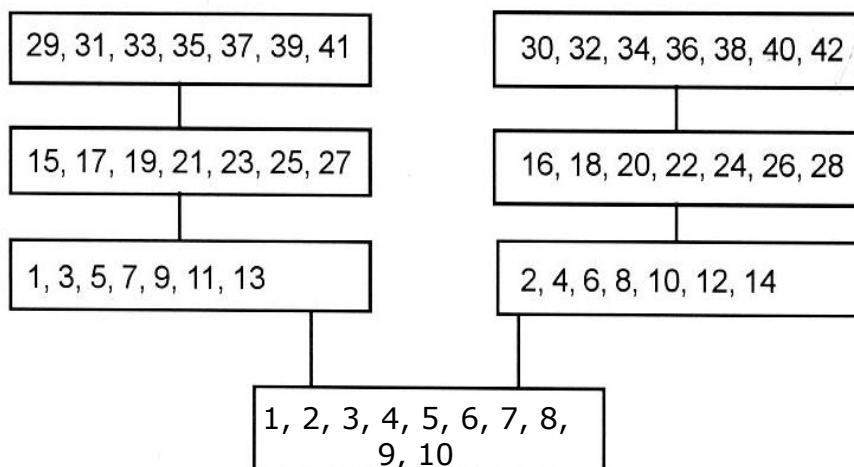 29, 31, 33, 35, 37, 39, 41
30, 32, 34, 36, 38, 40, 42
15, 17, 19, 21, 23, 25, 27
16, 18, 20, 22, 24, 26, 28
1, 3, 5, 7, 9, 11, 13
2, 4, 6, 8, 10, 12, 14
1, 2, 3, 4, 5, 6, 7, 8,
9, 10